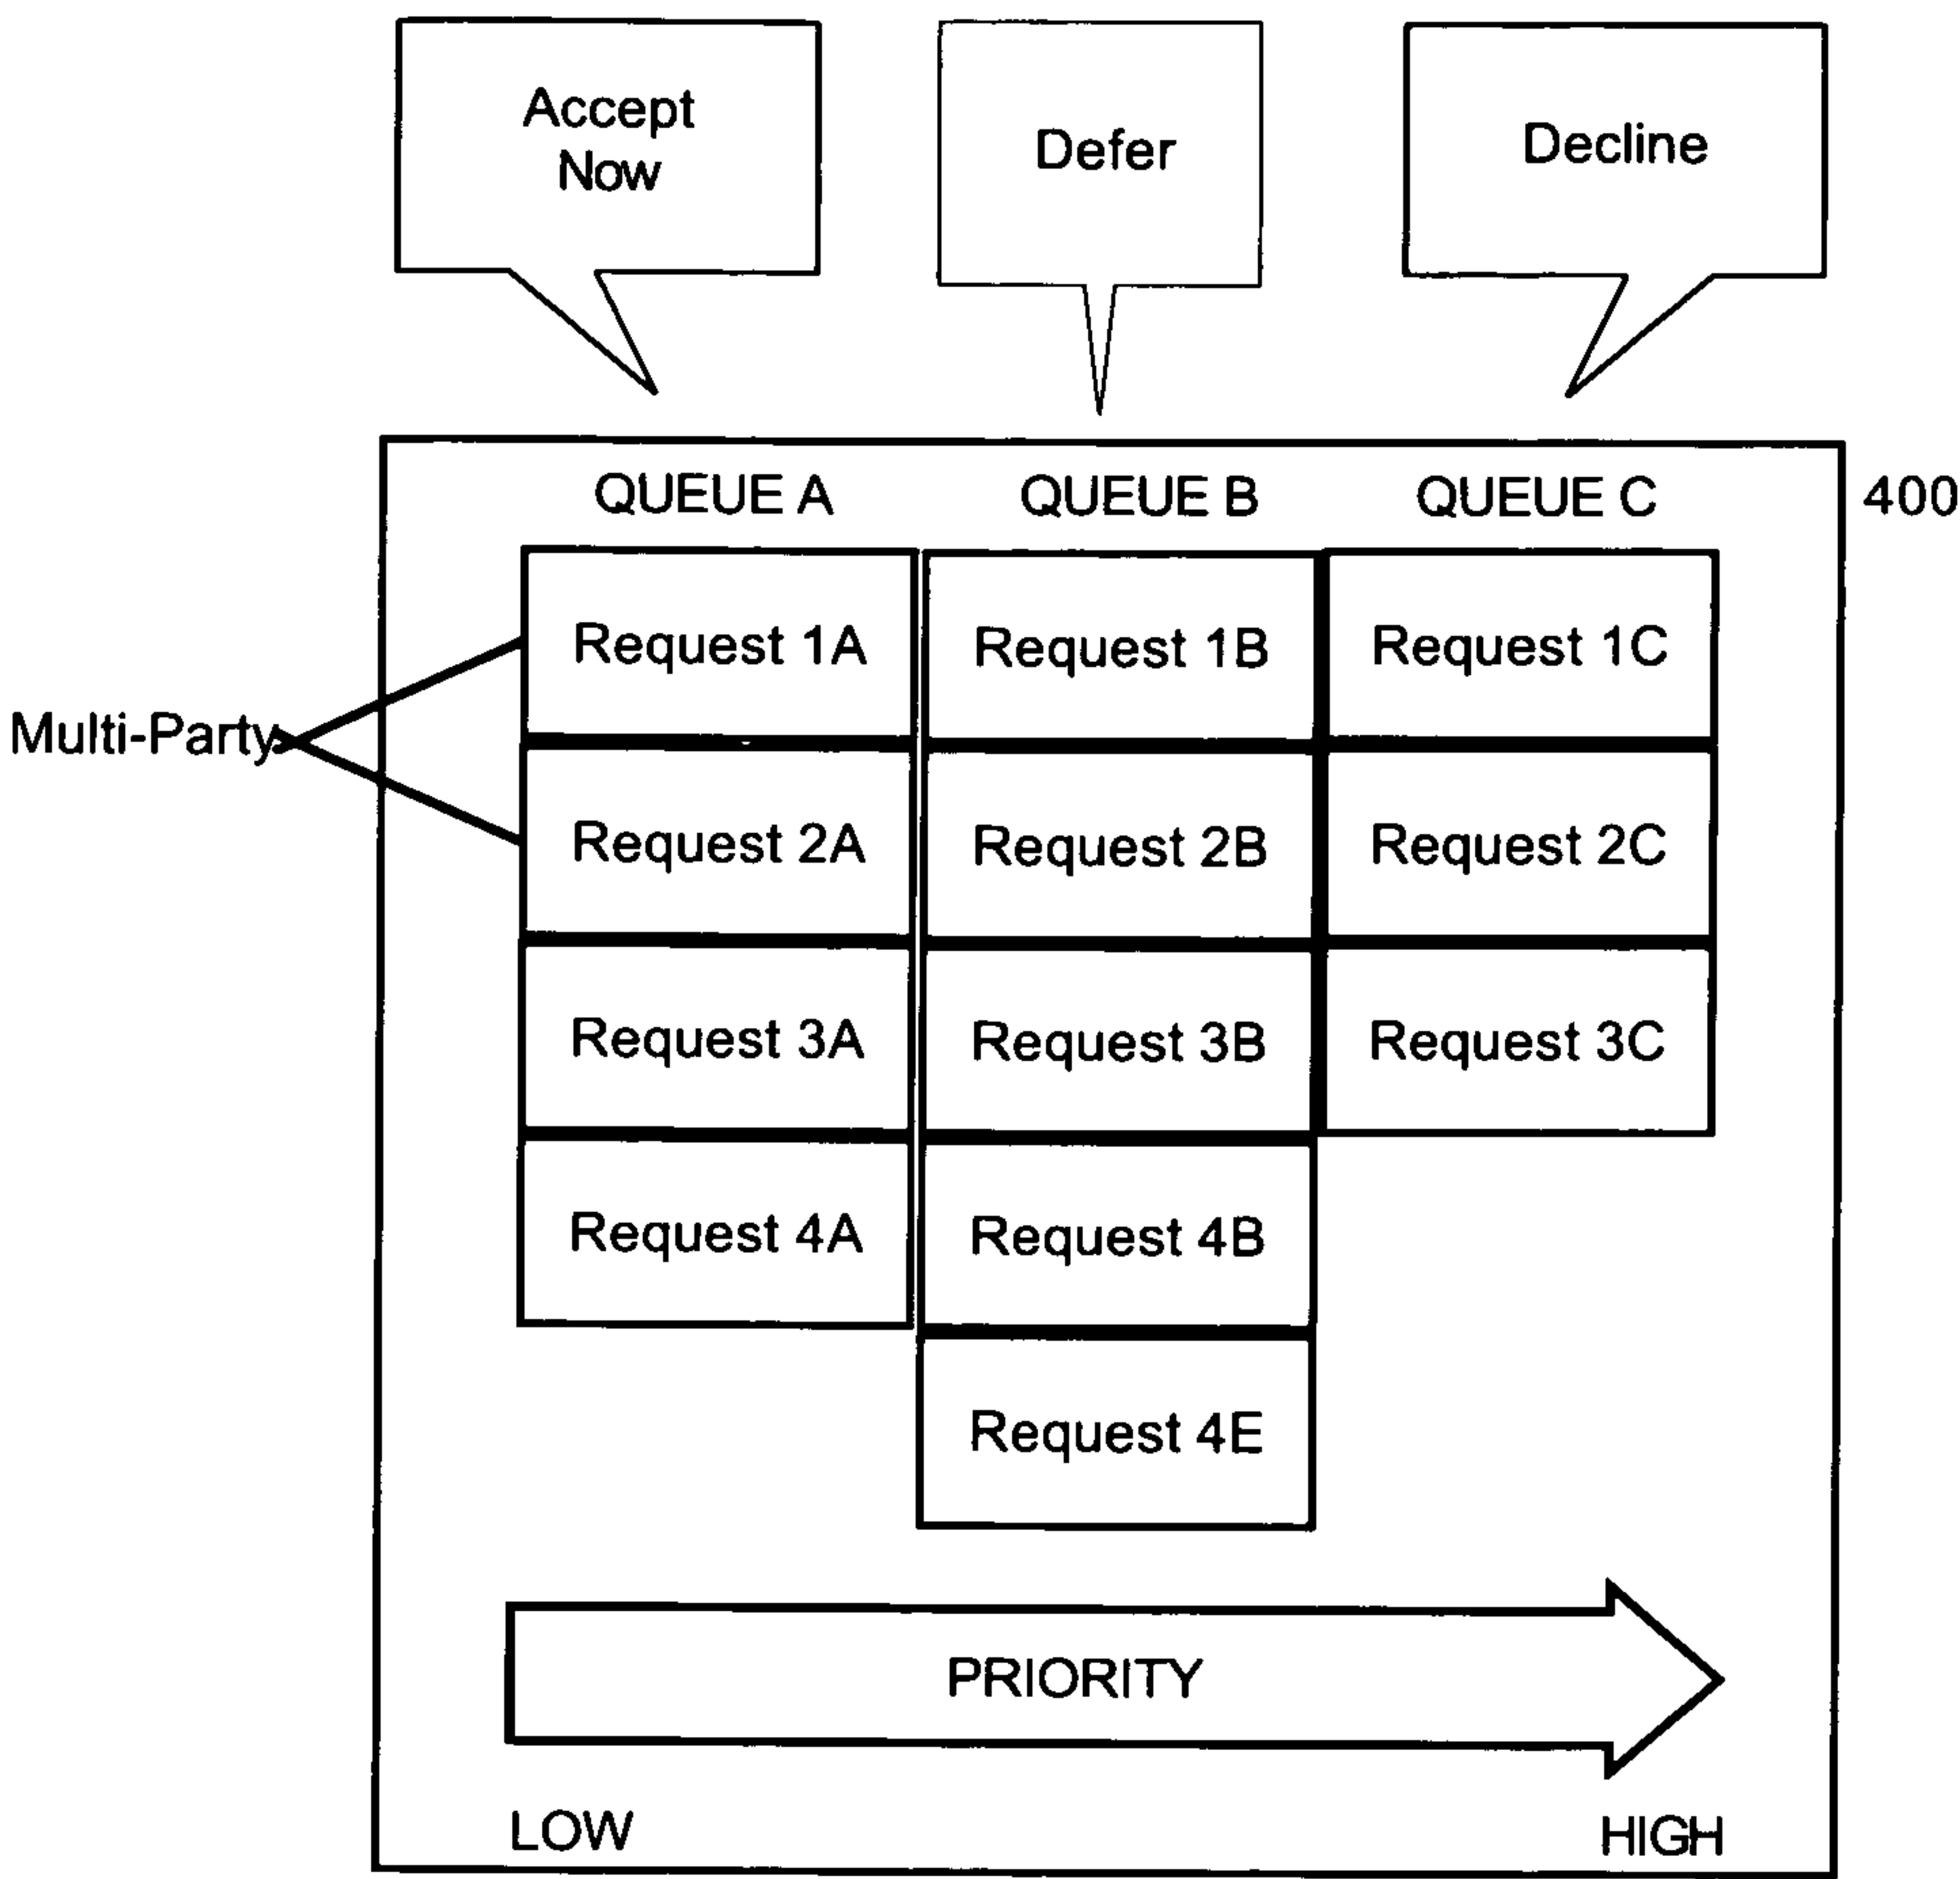 Accept
Now
Defer
Decline
QUEUE A
QUEUE B
QUEUE C
400
Request 1A
Request 1B
Request 1C
Multi-Party
Request 2A
Request 2B
Request 2C
Request 3A
Request 3B
Request 3C
Request 4A
Request 4B
Request 4E
PRIORITY
LOW
HIGH